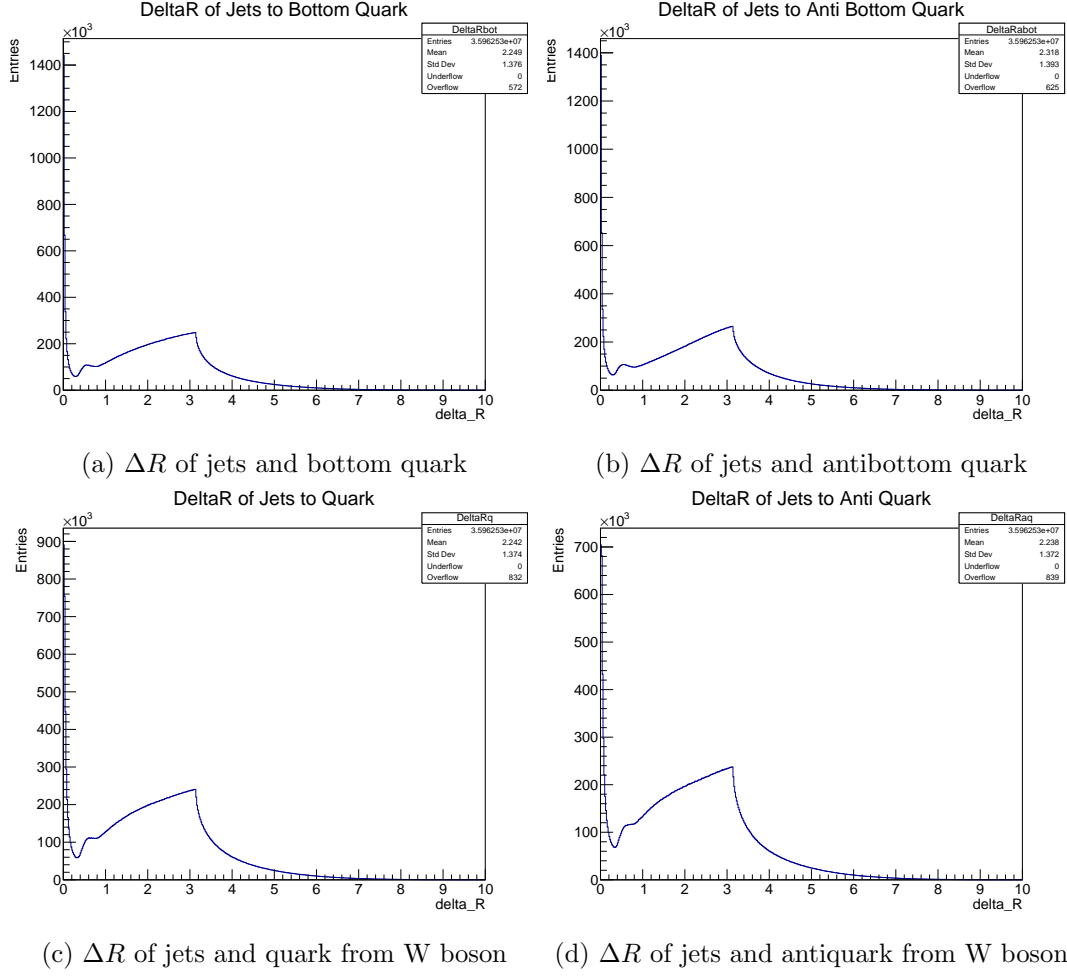 DeltaR of Jets to Bottom Quark
×10³
Entries
DeltaRbot
Entries 3.596253e+07
Mean 2.249
Std Dev 1.376
Underflow 0
Overflow 572
1400
1200
1000
800
600
400
200
0
0 1 2 3 4 5 6 7 8 9 10
delta_R
(a) ΔR of jets and bottom quark
DeltaR of Jets to Anti Bottom Quark
×10³
Entries
DeltaRabot
Entries 3.596253e+07
Mean 2.318
Std Dev 1.393
Underflow 0
Overflow 625
1400
1200
1000
800
600
400
200
0
0 1 2 3 4 5 6 7 8 9 10
delta_R
(b) ΔR of jets and antibottom quark
DeltaR of Jets to Quark
×10³
Entries
DeltaRq
Entries 3.596253e+07
Mean 2.242
Std Dev 1.374
Underflow 0
Overflow 832
900
800
700
600
500
400
300
200
100
0
0 1 2 3 4 5 6 7 8 9 10
delta_R
(c) ΔR of jets and quark from W boson
DeltaR of Jets to Anti Quark
×10³
Entries
DeltaRaq
Entries 3.596253e+07
Mean 2.238
Std Dev 1.372
Underflow 0
Overflow 839
700
600
500
400
300
200
100
0
0 1 2 3 4 5 6 7 8 9 10
delta_R
(d) ΔR of jets and antiquark from W boson